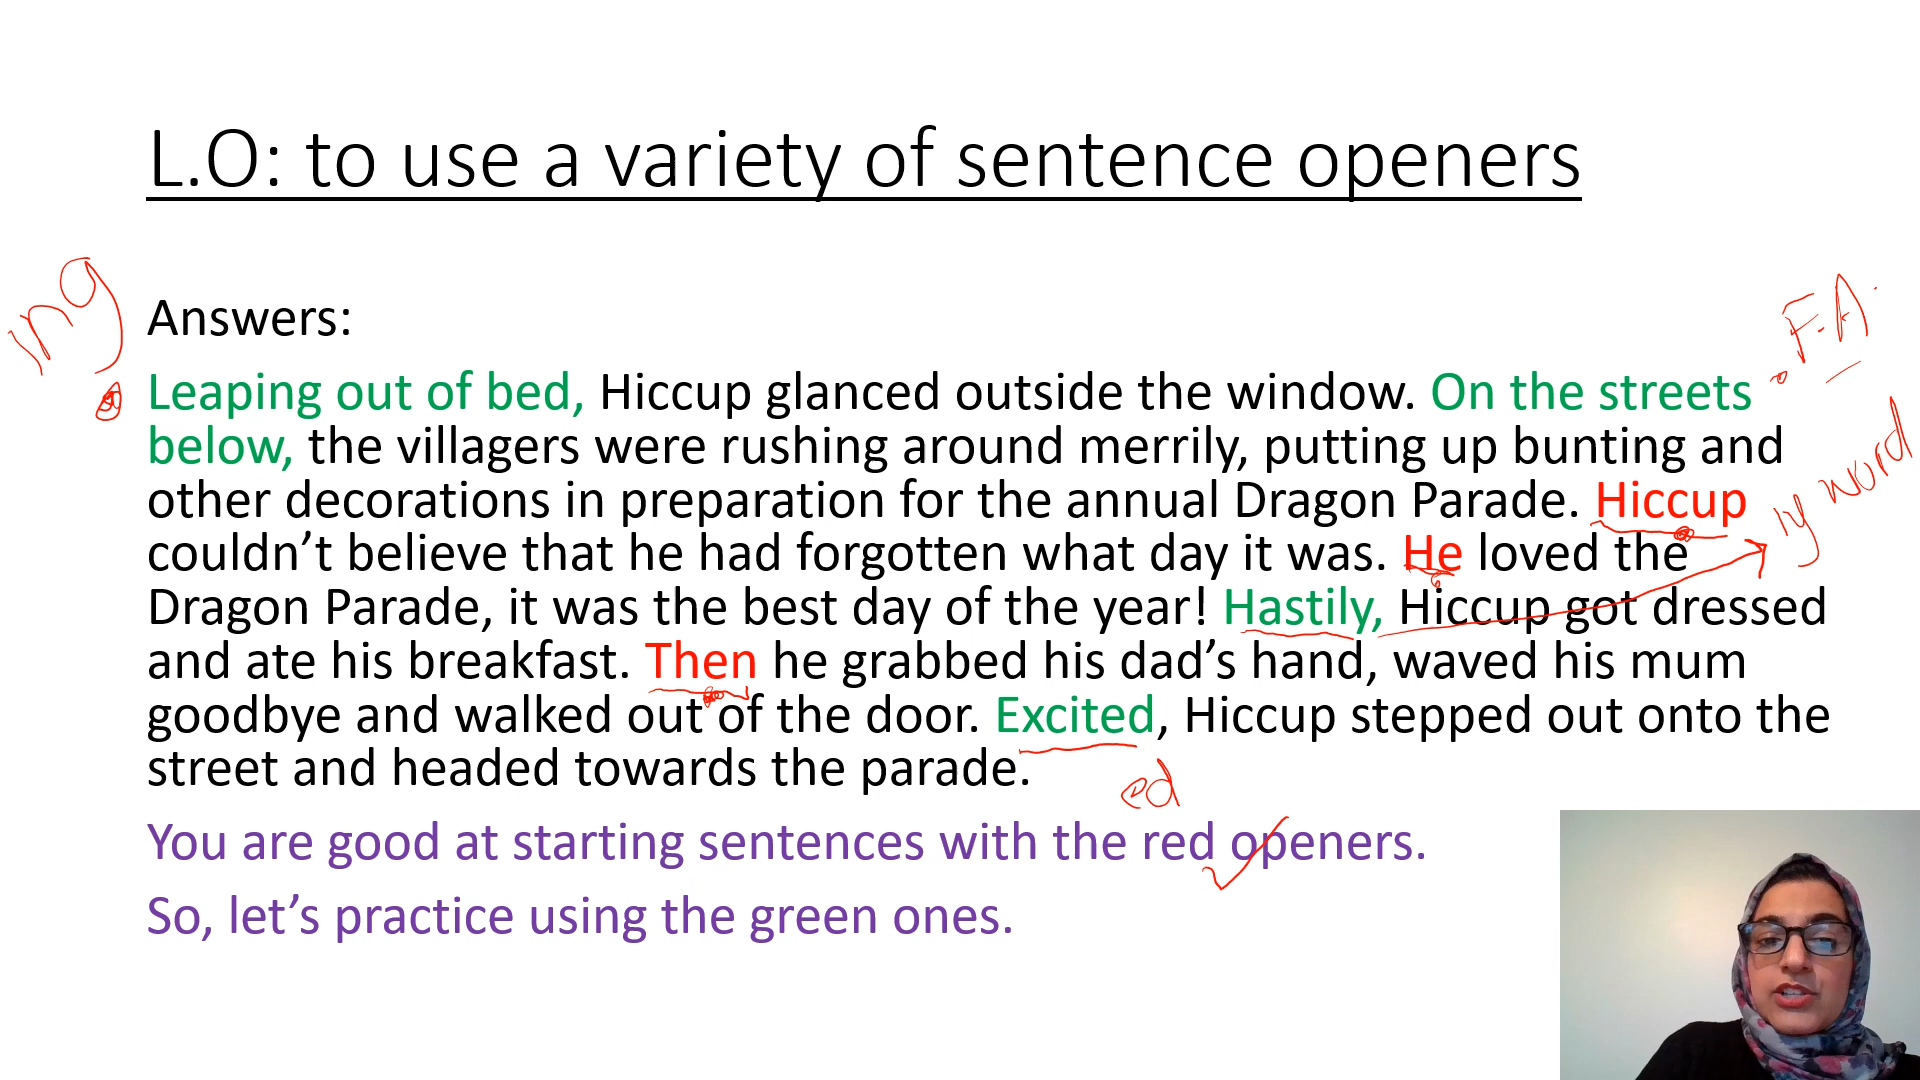 L.O: to use a variety of sentence openers
ing
Answers:
F.A.
Leaping out of bed, Hiccup glanced outside the window. On the streets
below, the villagers were rushing around merrily, putting up bunting and
other decorations in preparation for the annual Dragon Parade. Hiccup
ly word
couldn’t believe that he had forgotten what day it was. He loved the
Dragon Parade, it was the best day of the year! Hastily, Hiccup got dressed
and ate his breakfast. Then he grabbed his dad’s hand, waved his mum
goodbye and walked out of the door. Excited, Hiccup stepped out onto the
street and headed towards the parade.
ed
You are good at starting sentences with the red openers.
So, let’s practice using the green ones.